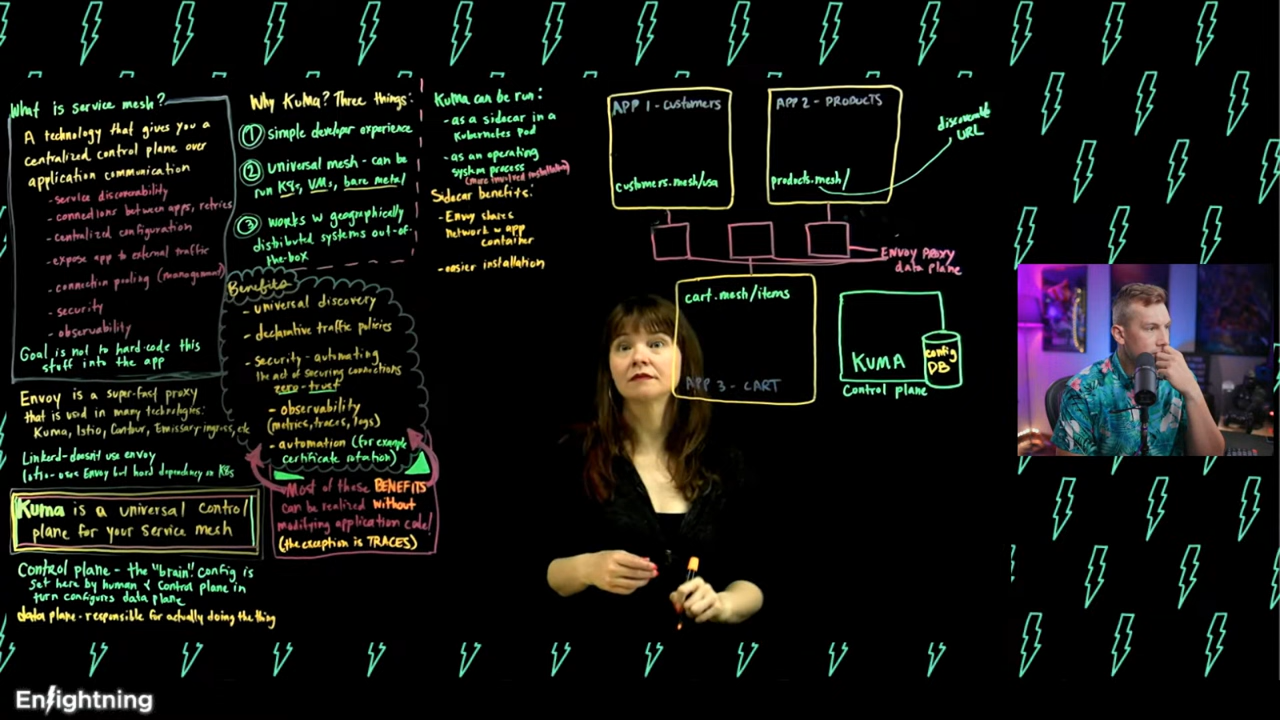 What is service mesh?
A technology that gives you a
centralized control plane over
application communication
- service discoverability
- connections between apps, retries
- centralized configuration
- expose app to external traffic
- connection pooling (management)
- security
- observability
Goal is not to hard-code this
stuff into the app
Envoy is a super-fast proxy
that is used in many technologies:
Kuma, Istio, Contour, Emissary-ingress, etc
Linkerd - doesn't use envoy
Istio - uses Envoy but hard dependency on K8s
Kuma is a universal control
plane for your service mesh
Control plane - the "brain". Config is
set here by human & control plane in
turn configures data plane
data plane - responsible for actually doing the thing
Why Kuma? Three things:
1 simple developer experience
2 universal mesh - can be
run K8s, VMs, bare metal
3 works w geographically
distributed systems out-of-
the-box
Benefits
- universal discovery
- declarative traffic policies
- security - automating
the act of securing connections
zero-trust
- observability
(metrics, traces, logs)
- automation (for example
certificate rotation)
Most of these BENEFITS
can be realized without
modifying application code!
(the exception is TRACES)
Kuma can be run:
- as a sidecar in a
Kubernetes Pod
- as an operating
system process
(more involved installation)
Sidecar benefits:
- Envoy shares
Network w app
container
- easier installation
APP 1 - CUSTOMERS
customers.mesh/usa
APP 2 - PRODUCTS
products.mesh/
discoverable
URL
ENVOY PROXY
data plane
cart.mesh/items
APP 3 - CART
KUMA
config
DB
Control plane
Enlightning